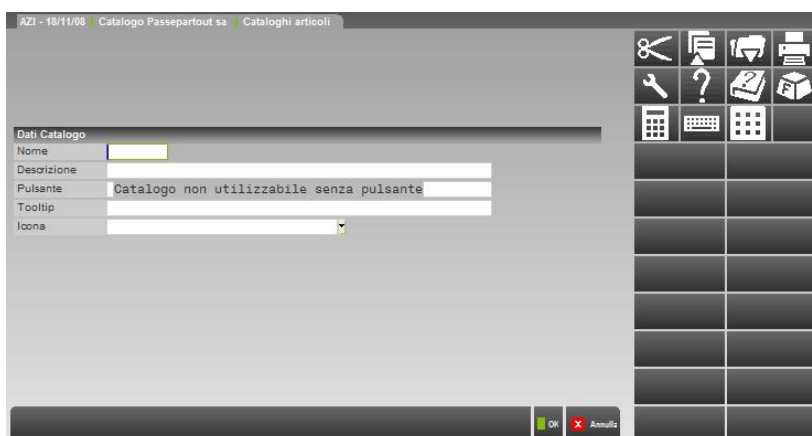 AZI - 18/11/08 Catalogo Passepartout sa Cataloghi articoli
Dati Catalogo
Nome
Descrizione
Pulsante Catalogo non utilizzabile senza pulsante
Tooltip
Icona
OK X Annulla